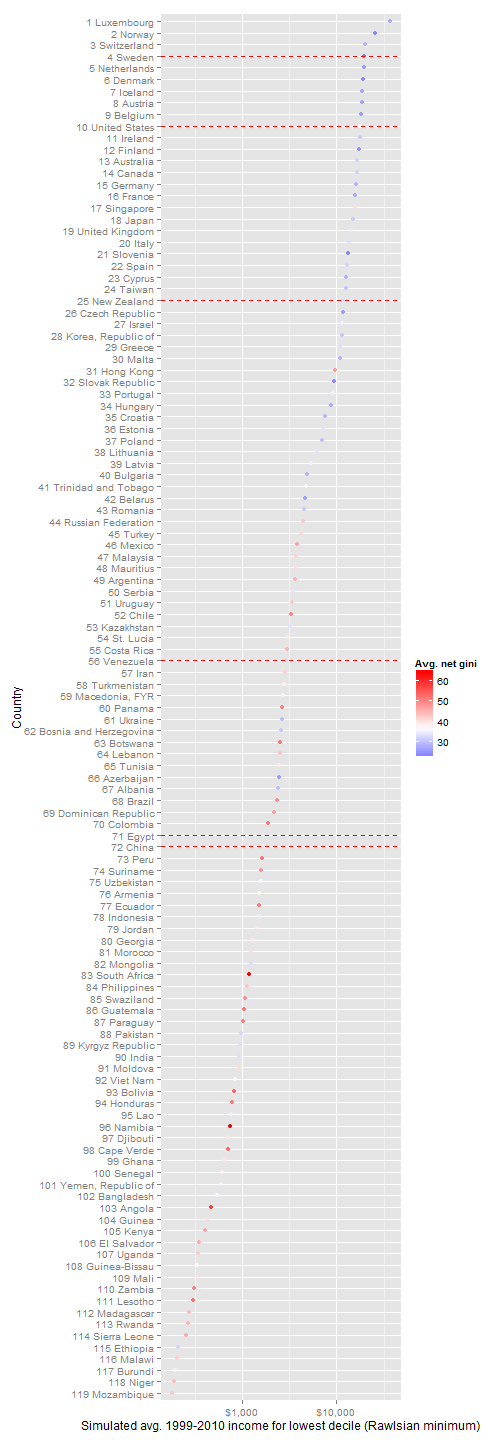 1 Luxembourg
2 Norway
3 Switzerland
4 Sweden
5 Netherlands
6 Denmark
7 Iceland
8 Austria
9 Belgium
10 United States
11 Ireland
12 Finland
13 Australia
14 Canada
15 Germany
16 France
17 Singapore
18 Japan
19 United Kingdom
20 Italy
21 Slovenia
22 Spain
23 Cyprus
24 Taiwan
25 New Zealand
26 Czech Republic
27 Israel
28 Korea, Republic of
29 Greece
30 Malta
31 Hong Kong
32 Slovak Republic
33 Portugal
34 Hungary
35 Croatia
36 Estonia
37 Poland
38 Lithuania
39 Latvia
40 Bulgaria
41 Trinidad and Tobago
42 Belarus
43 Romania
44 Russian Federation
45 Turkey
46 Mexico
47 Malaysia
48 Mauritius
49 Argentina
50 Serbia
51 Uruguay
52 Chile
53 Kazakhstan
54 St. Lucia
55 Costa Rica
56 Venezuela
57 Iran
58 Turkmenistan
59 Macedonia, FYR
60 Panama
61 Ukraine
62 Bosnia and Herzegovina
63 Botswana
64 Lebanon
65 Tunisia
66 Azerbaijan
67 Albania
68 Brazil
69 Dominican Republic
70 Colombia
71 Egypt
72 China
73 Peru
74 Suriname
75 Uzbekistan
76 Armenia
77 Ecuador
78 Indonesia
79 Jordan
80 Georgia
81 Morocco
82 Mongolia
83 South Africa
84 Philippines
85 Swaziland
86 Guatemala
87 Paraguay
88 Pakistan
89 Kyrgyz Republic
90 India
91 Moldova
92 Viet Nam
93 Bolivia
94 Honduras
95 Lao
96 Namibia
97 Djibouti
98 Cape Verde
99 Ghana
100 Senegal
101 Yemen, Republic of
102 Bangladesh
103 Angola
104 Guinea
105 Kenya
106 El Salvador
107 Uganda
108 Guinea-Bissau
109 Mali
110 Zambia
111 Lesotho
112 Madagascar
113 Rwanda
114 Sierra Leone
115 Ethiopia
116 Malawi
117 Burundi
118 Niger
119 Mozambique
Country
$1,000
$10,000
Simulated avg. 1999-2010 income for lowest decile (Rawlsian minimum)
Avg. net gini
60
50
40
30